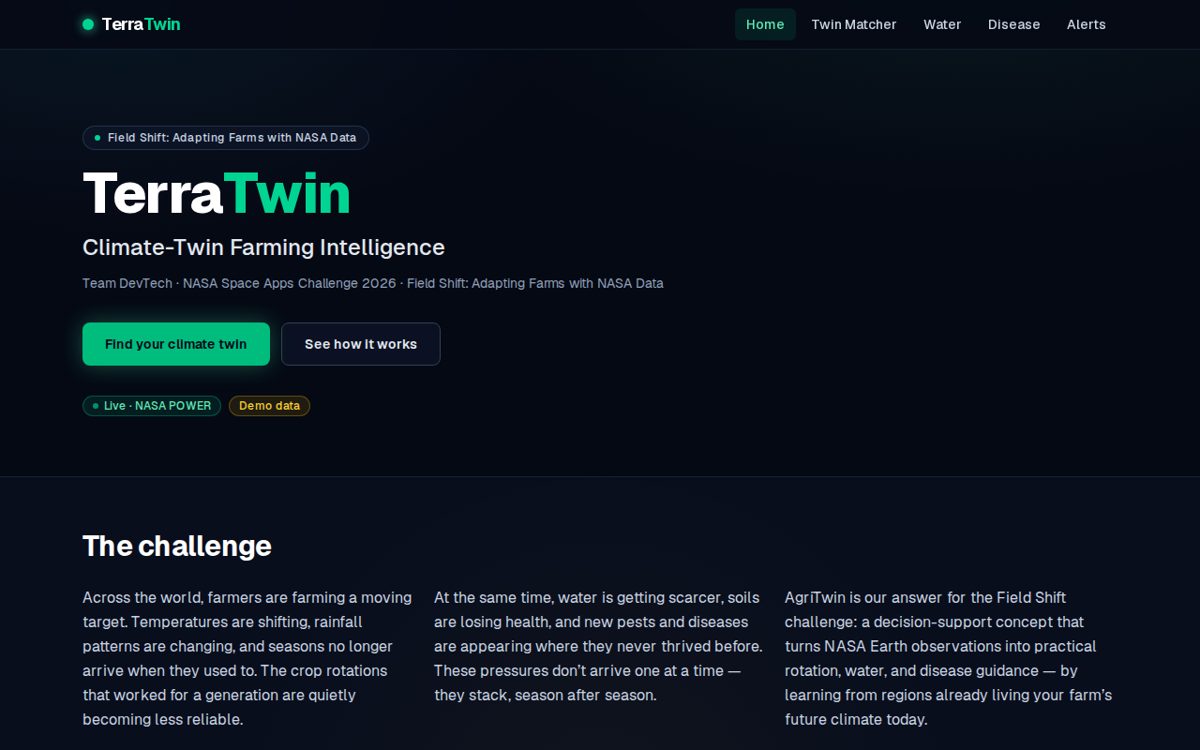 TerraTwin
Home
Twin Matcher
Water
Disease
Alerts
Field Shift: Adapting Farms with NASA Data
TerraTwin
Climate-Twin Farming Intelligence
Team DevTech · NASA Space Apps Challenge 2026 · Field Shift: Adapting Farms with NASA Data
Find your climate twin
See how it works
Live · NASA POWER
Demo data
The challenge
Across the world, farmers are farming a moving
target. Temperatures are shifting, rainfall
patterns are changing, and seasons no longer
arrive when they used to. The crop rotations
that worked for a generation are quietly
becoming less reliable.
At the same time, water is getting scarcer, soils
are losing health, and new pests and diseases
are appearing where they never thrived before.
These pressures don’t arrive one at a time —
they stack, season after season.
AgriTwin is our answer for the Field Shift
challenge: a decision-support concept that
turns NASA Earth observations into practical
rotation, water, and disease guidance — by
learning from regions already living your farm’s
future climate today.